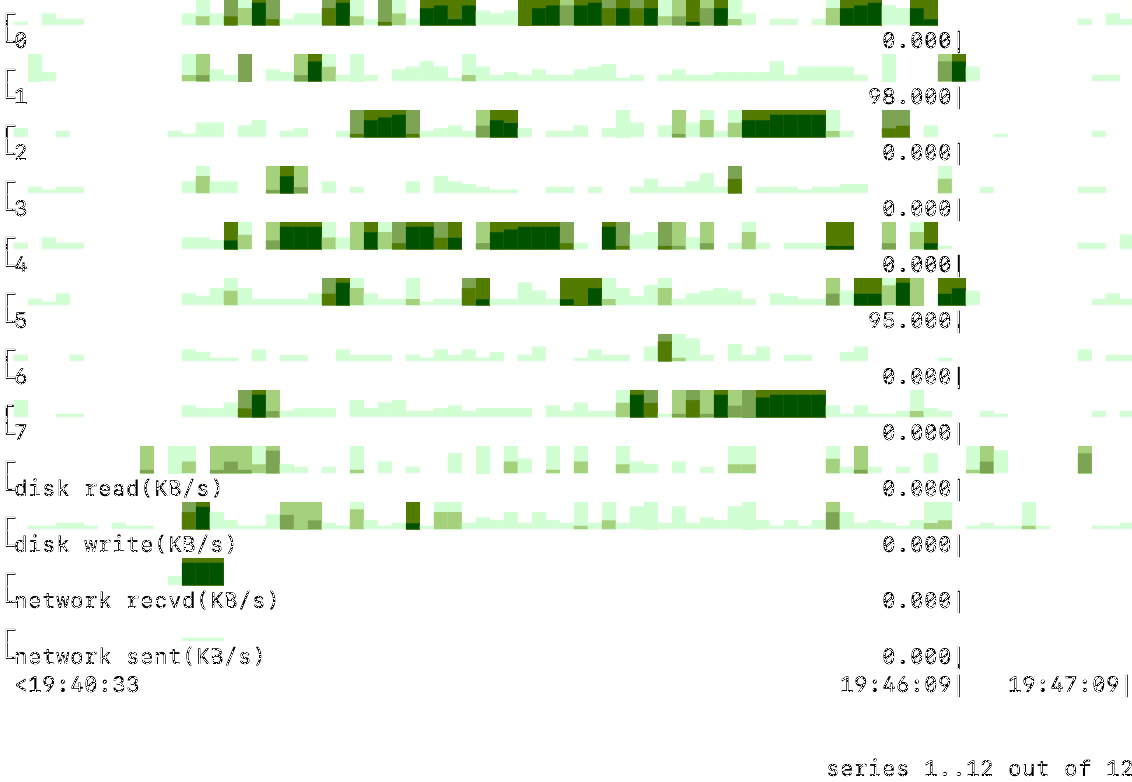 0 0.000
1 98.000
2 0.000
3 0.000
4 0.000
5 95.000
6 0.000
7 0.000
disk read(KB/s) 0.000
disk write(KB/s) 0.000
network recvd(KB/s) 0.000
network sent(KB/s) 0.000
<19:40:33 19:46:09 19:47:09
series 1..12 out of 12